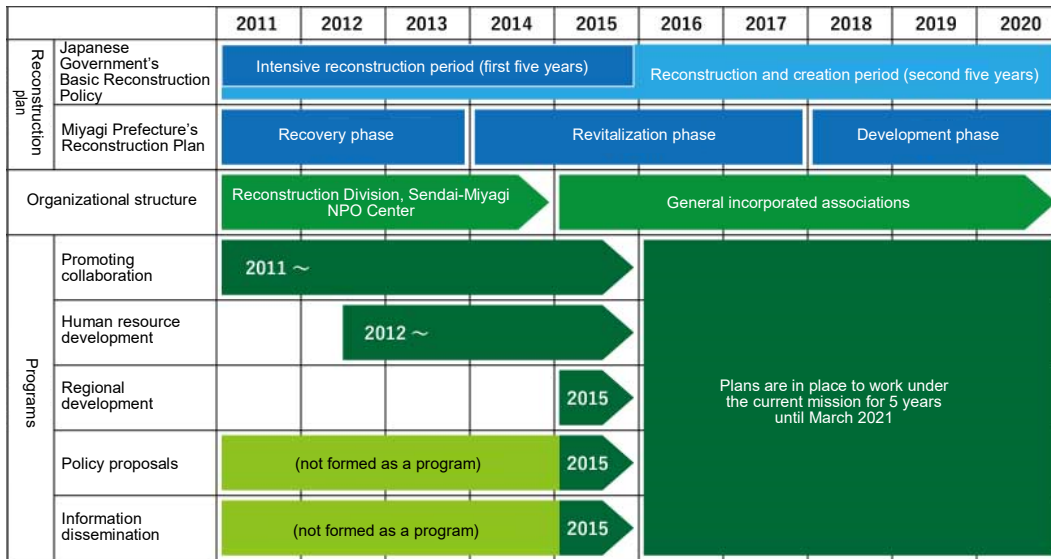 2011 2012 2013 2014 2015 2016 2017 2018 2019 2020
Reconstruction
plan
Japanese
Government's
Basic Reconstruction
Policy
Intensive reconstruction period (first five years)
Reconstruction and creation period (second five years)
Miyagi Prefecture's
Reconstruction Plan
Recovery phase
Revitalization phase
Development phase
Organizational structure
Reconstruction Division, Sendai-Miyagi
NPO Center
General incorporated associations
Programs
Promoting
collaboration
2011 ～
Human resource
development
2012 ～
Regional
development
2015
Plans are in place to work under
the current mission for 5 years
until March 2021
Policy proposals
(not formed as a program)
2015
Information
dissemination
(not formed as a program)
2015